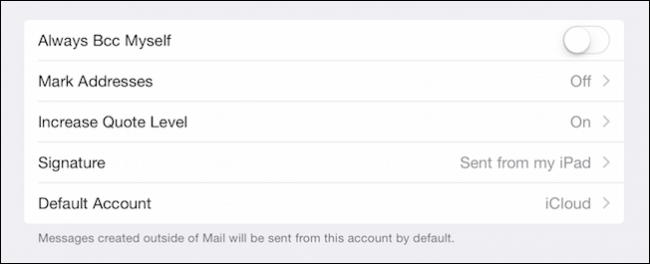 Always Bcc Myself
Mark Addresses Off
Increase Quote Level On
Signature Sent from my iPad
Default Account iCloud
Messages created outside of Mail will be sent from this account by default.